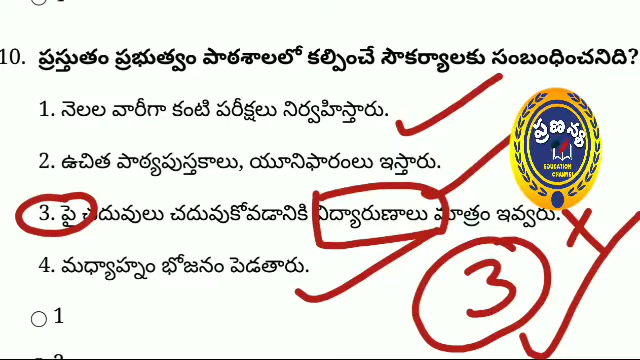 10. ప్రస్తుతం ప్రభుత్వం పాఠశాలలో కల్పించే సౌకర్యాలకు సంబంధించనిది?
1. నెలల వారీగా కంటి పరీక్షలు నిర్వహిస్తారు.
2. ఉచిత పాఠ్యపుస్తకాలు, యూనిఫారంలు ఇస్తారు.
3. పై చదువులు చదువుకోవడానికి విద్యారుణాలు మాత్రం ఇవ్వరు.
4. మధ్యాహ్నం భోజనం పెడతారు.
1
3
ప్రణన్య
EDUCATION
CHANNEL